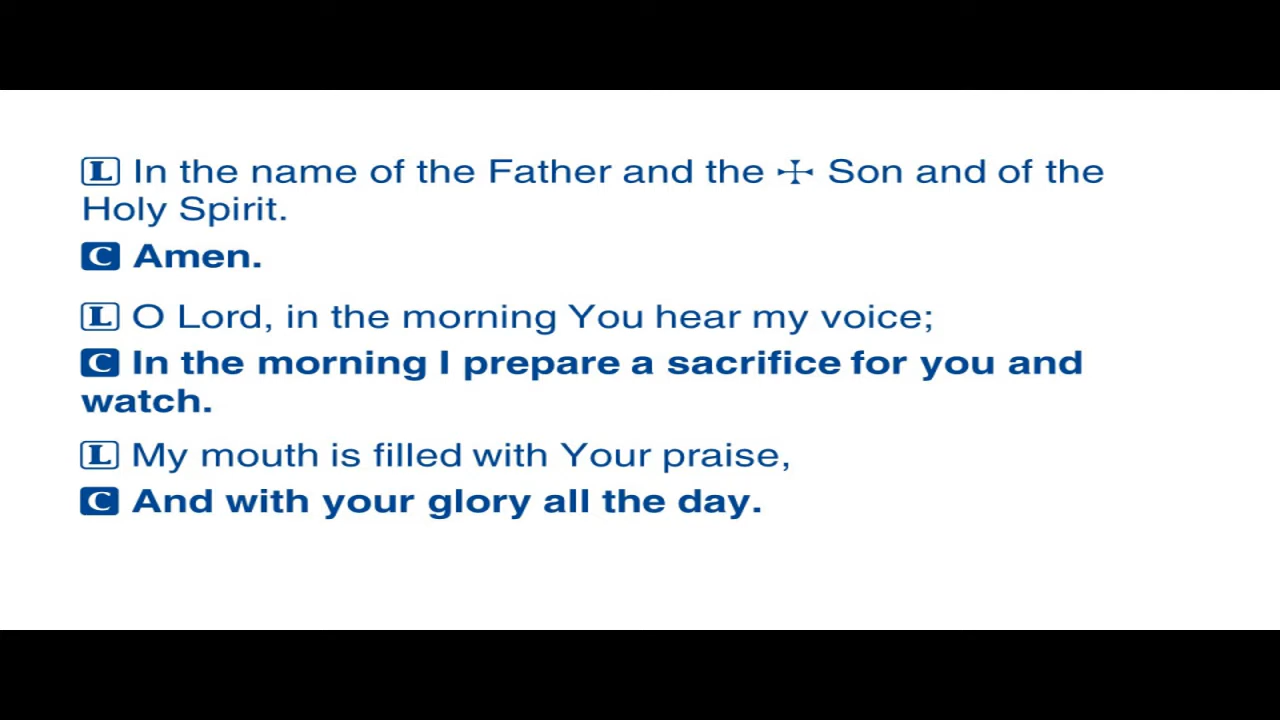 L In the name of the Father and the ☩ Son and of the
Holy Spirit.
C Amen.
L O Lord, in the morning You hear my voice;
C In the morning I prepare a sacrifice for you and
watch.
L My mouth is filled with Your praise,
C And with your glory all the day.